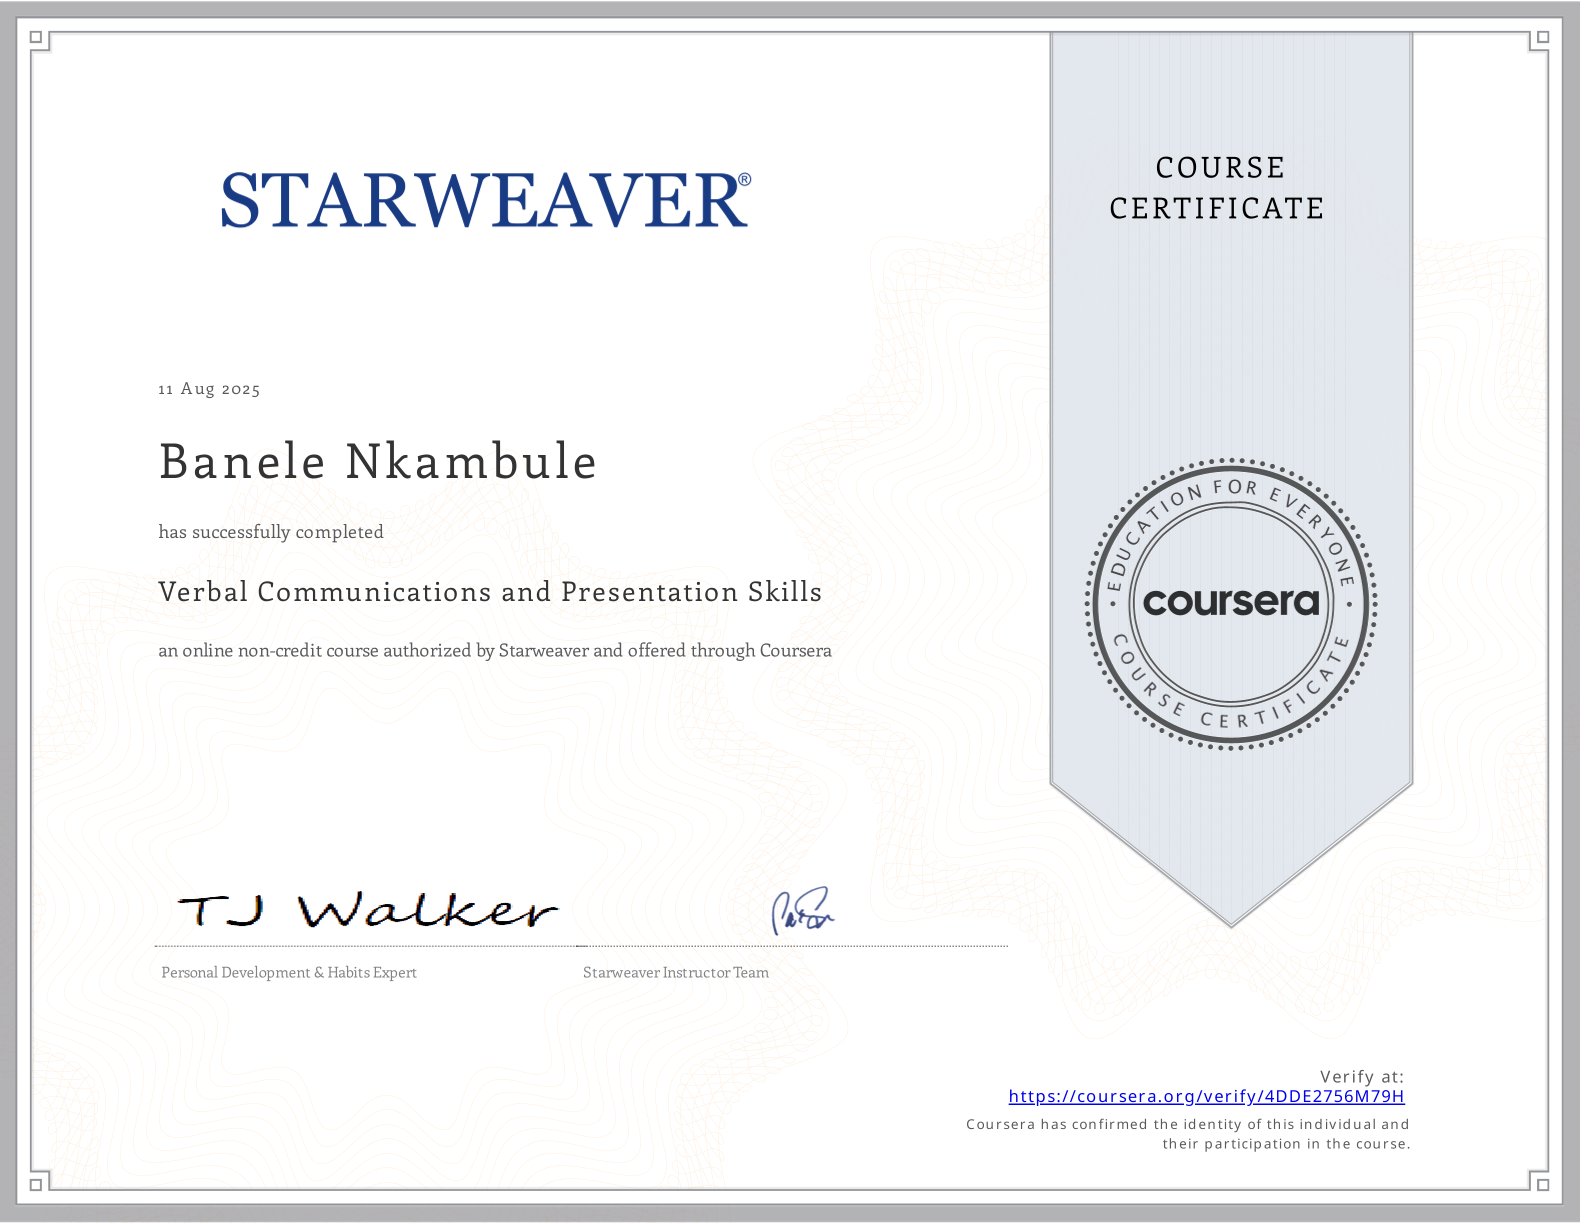 STARWEAVER®
COURSE
CERTIFICATE
11 Aug 2025
Banele Nkambule
has successfully completed
Verbal Communications and Presentation Skills
an online non-credit course authorized by Starweaver and offered through Coursera
EDUCATION FOR EVERYONE
coursera
COURSE CERTIFICATE
TJ Walker
Personal Development & Habits Expert
Starweaver Instructor Team
Verify at:
https://coursera.org/verify/4DDE2756M79H
Coursera has confirmed the identity of this individual and
their participation in the course.